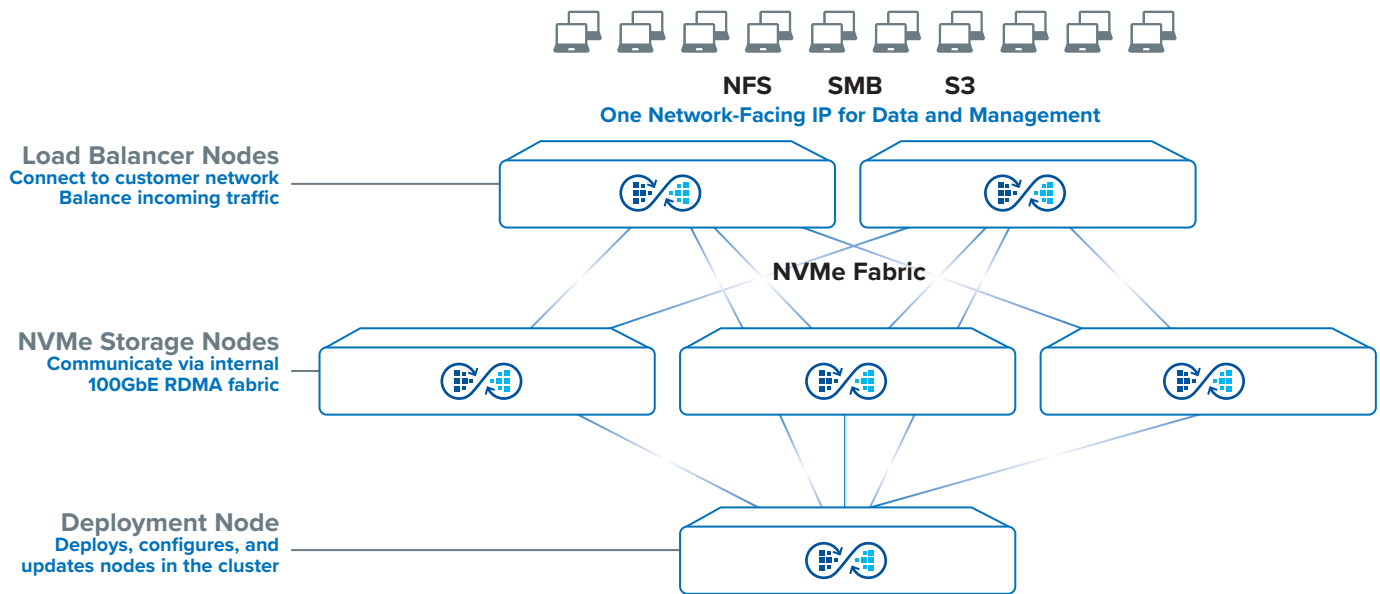 NFS SMB S3
One Network-Facing IP for Data and Management
Load Balancer Nodes
Connect to customer network
Balance incoming traffic
NVMe Fabric
NVMe Storage Nodes
Communicate via internal
100GbE RDMA fabric
Deployment Node
Deploys, configures, and
updates nodes in the cluster